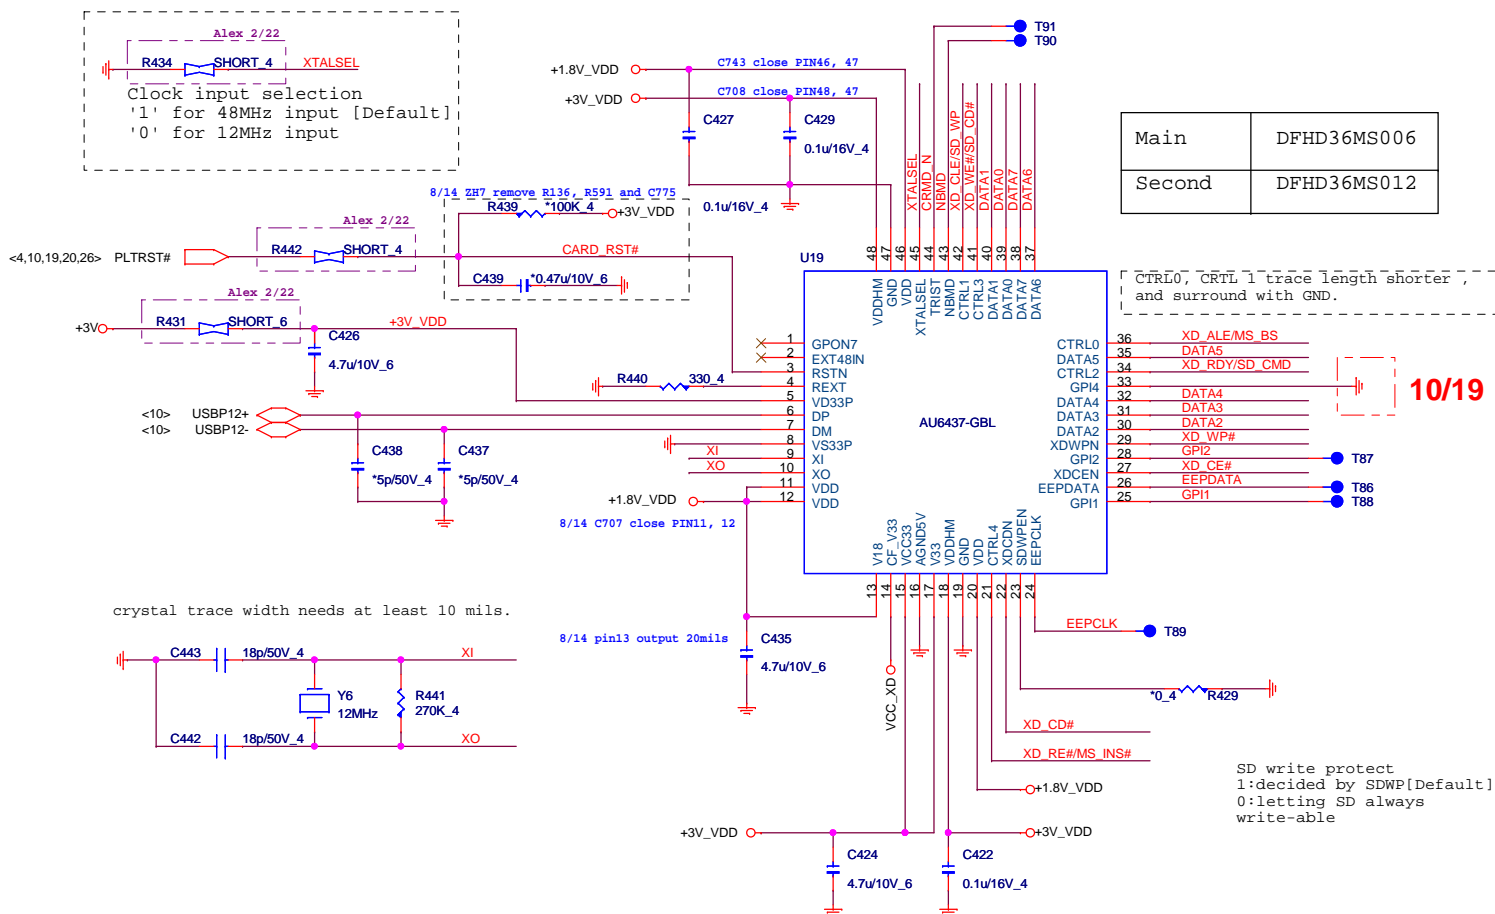 Alex 2/22
R434
SHORT_4
XTALSEL
Clock input selection
'1' for 48MHz input [Default]
'0' for 12MHz input
T91
T90
+1.8V_VDD
C743 close PIN46, 47
+3V_VDD
C708 close PIN48, 47
C427
0.1u/16V_4
C429
0.1u/16V_4
Main
DFHD36MS006
Second
DFHD36MS012
8/14 ZH7 remove R136, R591 and C775
R439
*100K_4
+3V_VDD
Alex 2/22
<4,10,19,20,26>
PLTRST#
R442
SHORT_4
CARD_RST#
C439
*0.47u/10V_6
Alex 2/22
+3V
R431
SHORT_6
+3V_VDD
C426
4.7u/10V_6
XTALSEL
CRMD_N
NBMD
XD_CLE/SD_WP
XD_WE#/SD_CD#
DATA1
DATA0
DATA7
DATA6
U19
48
47
46
45
44
43
42
41
40
39
38
37
VDDHM
GND
VDD
XTALSEL
TRIST
NBMD
CTRL1
CTRL3
DATA1
DATA0
DATA7
DATA6
CTRL0, CRTL 1 trace length shorter ,
and surround with GND.
1 GPON7
2 EXT48IN
3 RSTN
4 REXT
5 VD33P
6 DP
7 DM
8 VS33P
9 XI
10 XO
11 VDD
12 VDD
AU6437-GBL
CTRL0 36 XD_ALE/MS_BS
DATA5 35 DATA5
CTRL2 34 XD_RDY/SD_CMD
GPI4 33
DATA4 32 DATA4
DATA3 31 DATA3
DATA2 30 DATA2
XDWPN 29 XD_WP#
GPI2 28 GPI2 T87
XDCEN 27 XD_CE#
EEPDATA 26 EEPDATA T86
GPI1 25 GPI1 T88
10/19
R440
330_4
<10>
USBP12+
<10>
USBP12-
C438
*5p/50V_4
C437
*5p/50V_4
XI
XO
+1.8V_VDD
8/14 C707 close PIN11, 12
V18
CF_V33
VCC33
AGND5V
V33
VDDHM
GND
VDD
CTRL4
XDCDN
SDWPEN
EEPCLK
13
14
15
16
17
18
19
20
21
22
23
24
crystal trace width needs at least 10 mils.
8/14 pin13 output 20mils
C435
4.7u/10V_6
EEPCLK
T89
C443
18p/50V_4
XI
Y6
12MHz
R441
270K_4
C442
18p/50V_4
XO
VCC_XD
*0_4
R429
XD_CD#
XD_RE#/MS_INS#
+1.8V_VDD
SD write protect
1:decided by SDWP[Default]
0:letting SD always
write-able
+3V_VDD
+3V_VDD
C424
4.7u/10V_6
C422
0.1u/16V_4